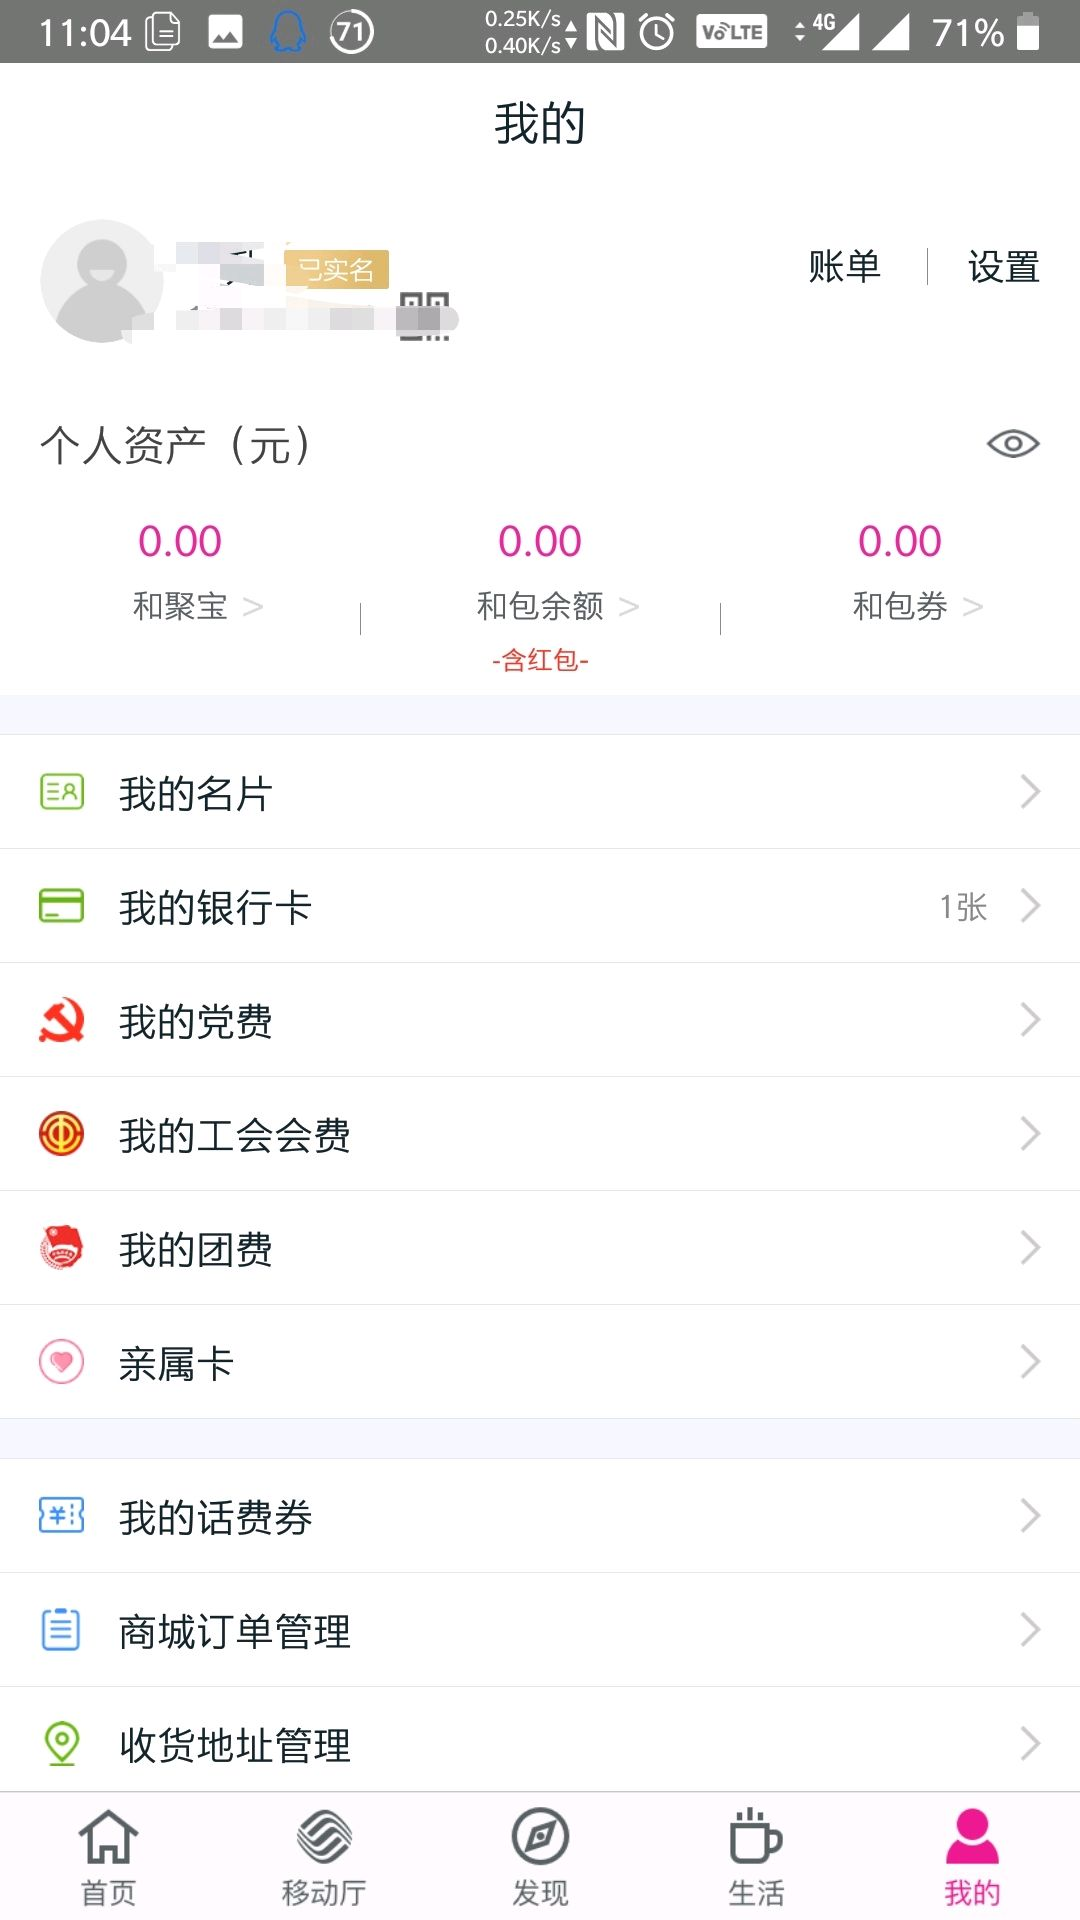 11:04 71 0.25K/s 0.40K/s VoLTE 4G 71%
我的
已实名
账单 设置
个人资产（元）
0.00 0.00 0.00
和聚宝 > 和包余额 > 和包券 >
-含红包-
我的名片
我的银行卡 1张
我的党费
我的工会会费
我的团费
亲属卡
我的话费券
商城订单管理
收货地址管理
首页 移动厅 发现 生活 我的